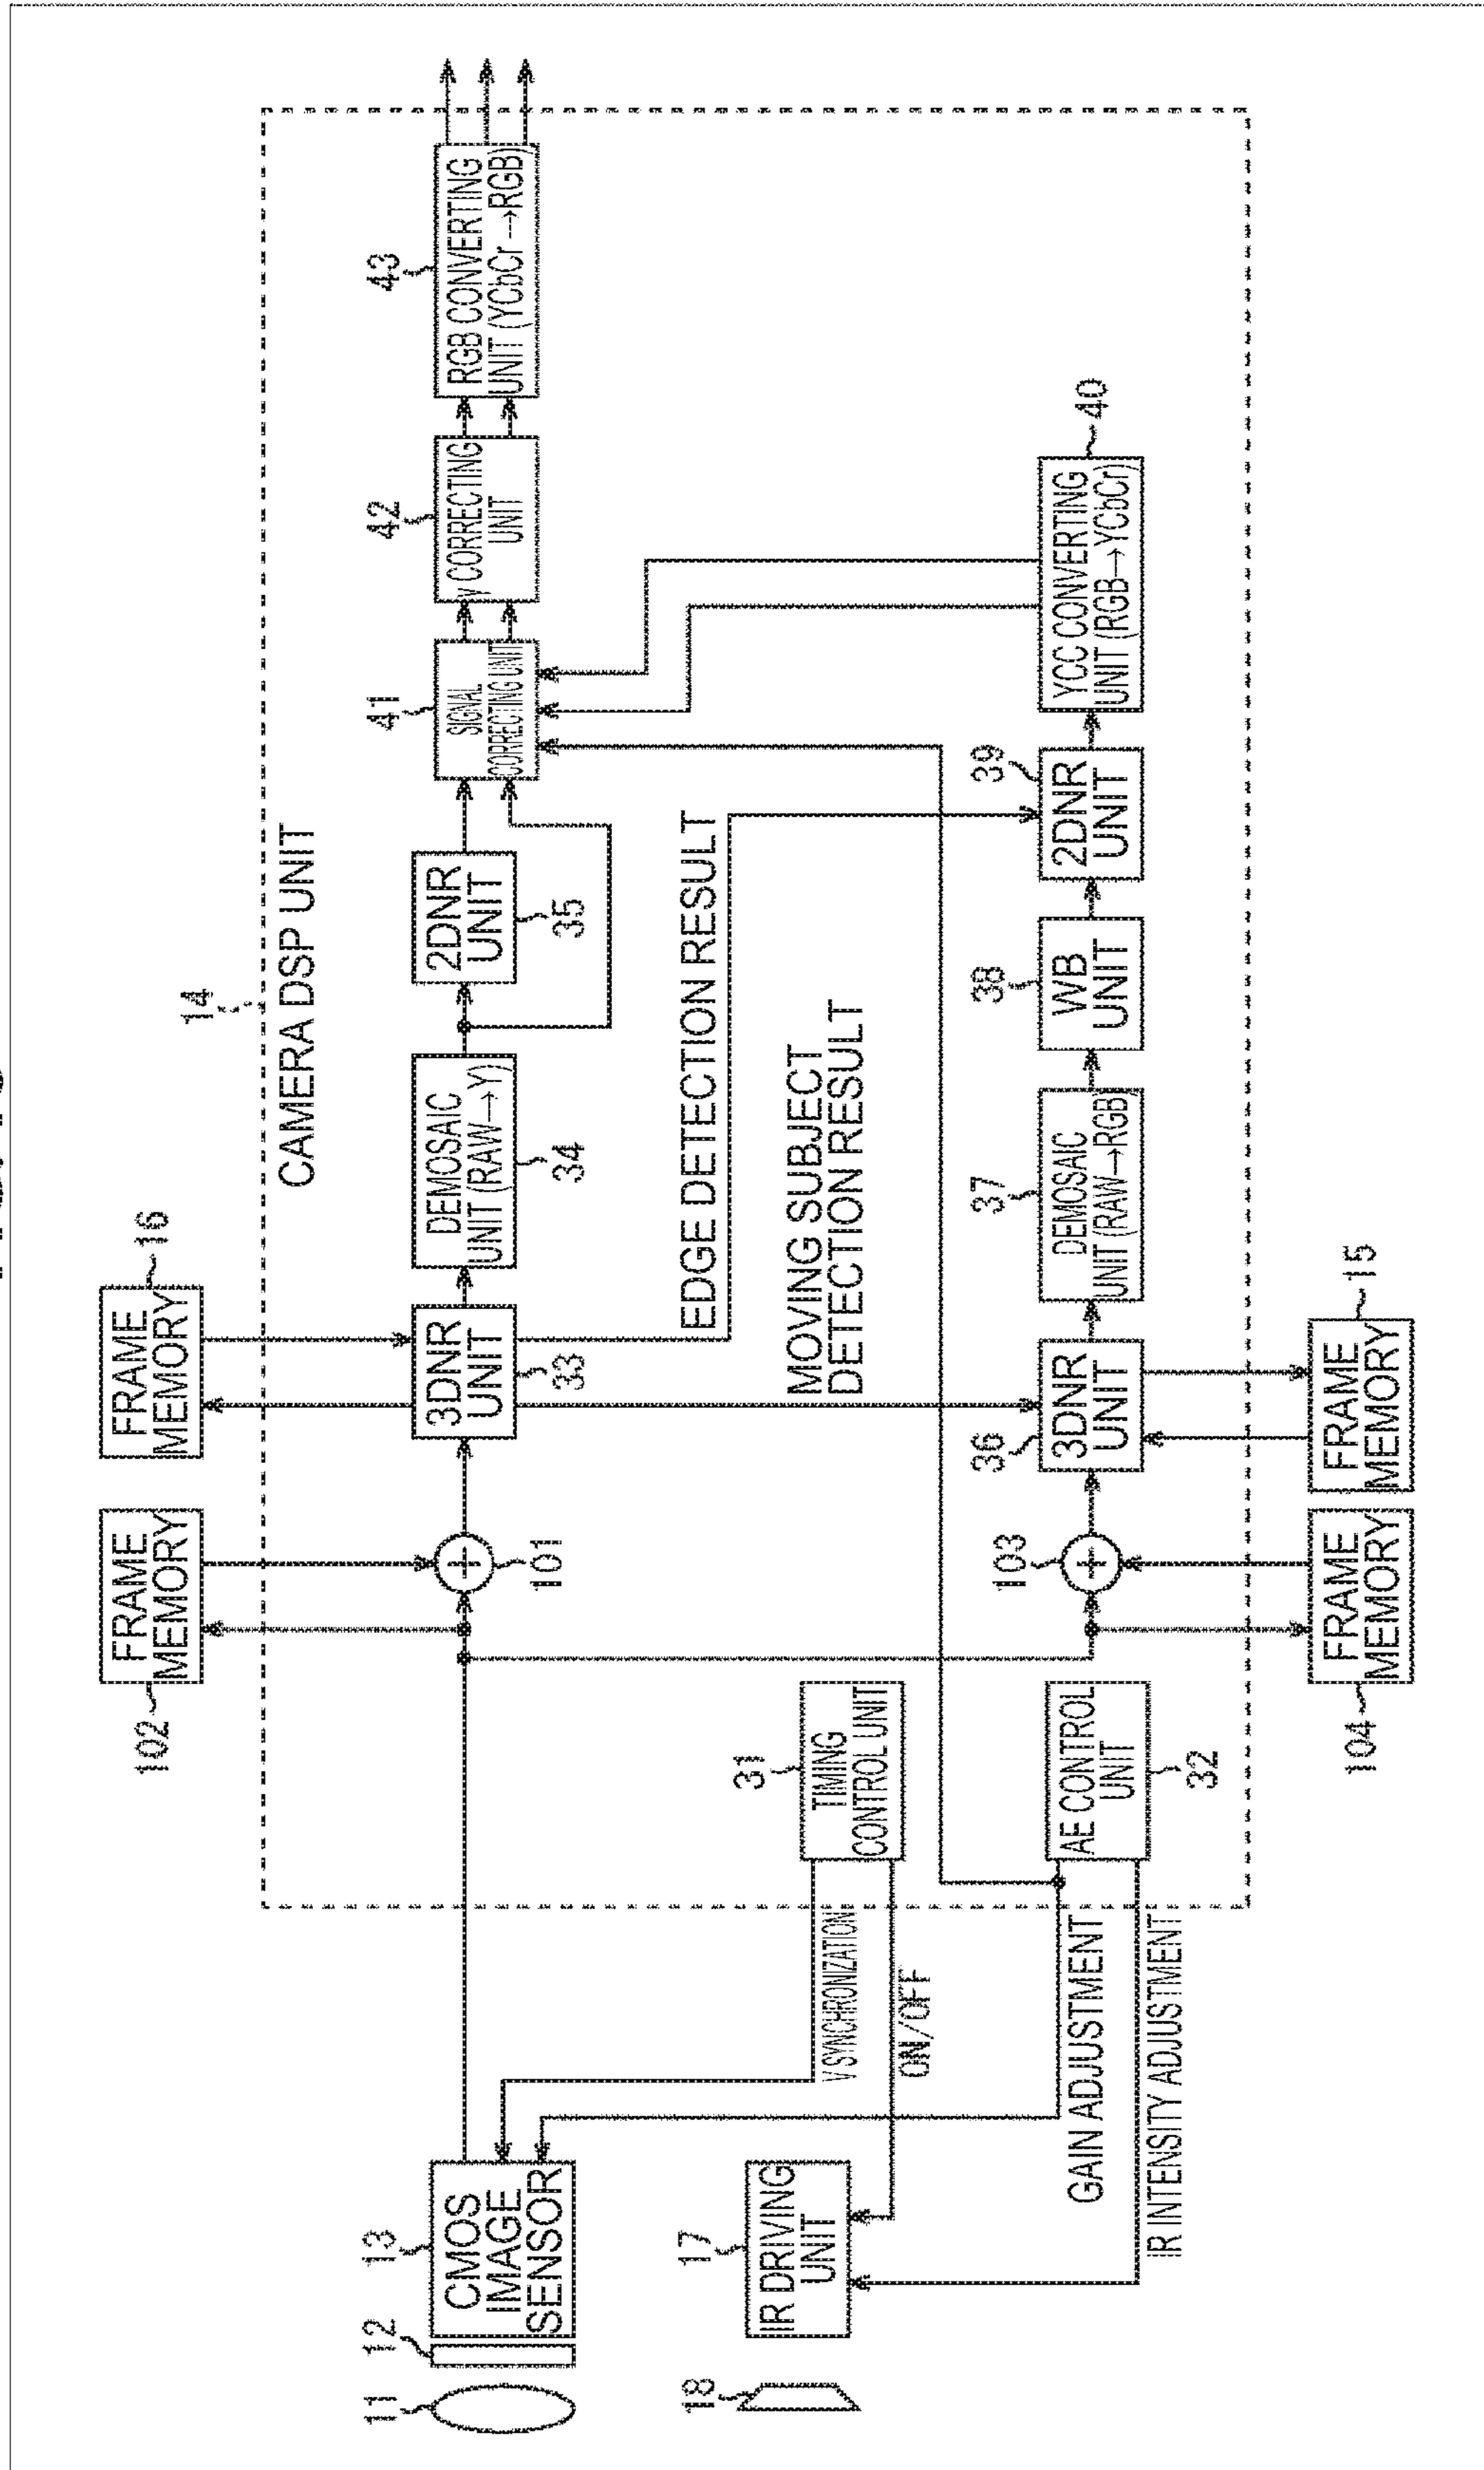 102
FRAME
MEMORY
16
FRAME
MEMORY
14
CAMERA DSP UNIT
11
12
13
CMOS
IMAGE
SENSOR
101
3DNR
UNIT
33
DEMOSAIC
UNIT (RAW→Y)
34
2DNR
UNIT
35
41
SIGNAL
CORRECTING UNIT
42
γ CORRECTING
UNIT
43
RGB CONVERTING
UNIT (YCbCr→RGB)
EDGE DETECTION RESULT
MOVING SUBJECT
DETECTION RESULT
18
17
IR DRIVING
UNIT
V SYNCHRONIZATION
ON/OFF
31
TIMING
CONTROL UNIT
GAIN ADJUSTMENT
IR INTENSITY ADJUSTMENT
AE CONTROL
UNIT
32
103
36
3DNR
UNIT
37
DEMOSAIC
UNIT (RAW→RGB)
38
WB
UNIT
39
2DNR
UNIT
YCC CONVERTING
UNIT (RGB→YCbCr)
40
104
FRAME
MEMORY
15
FRAME
MEMORY